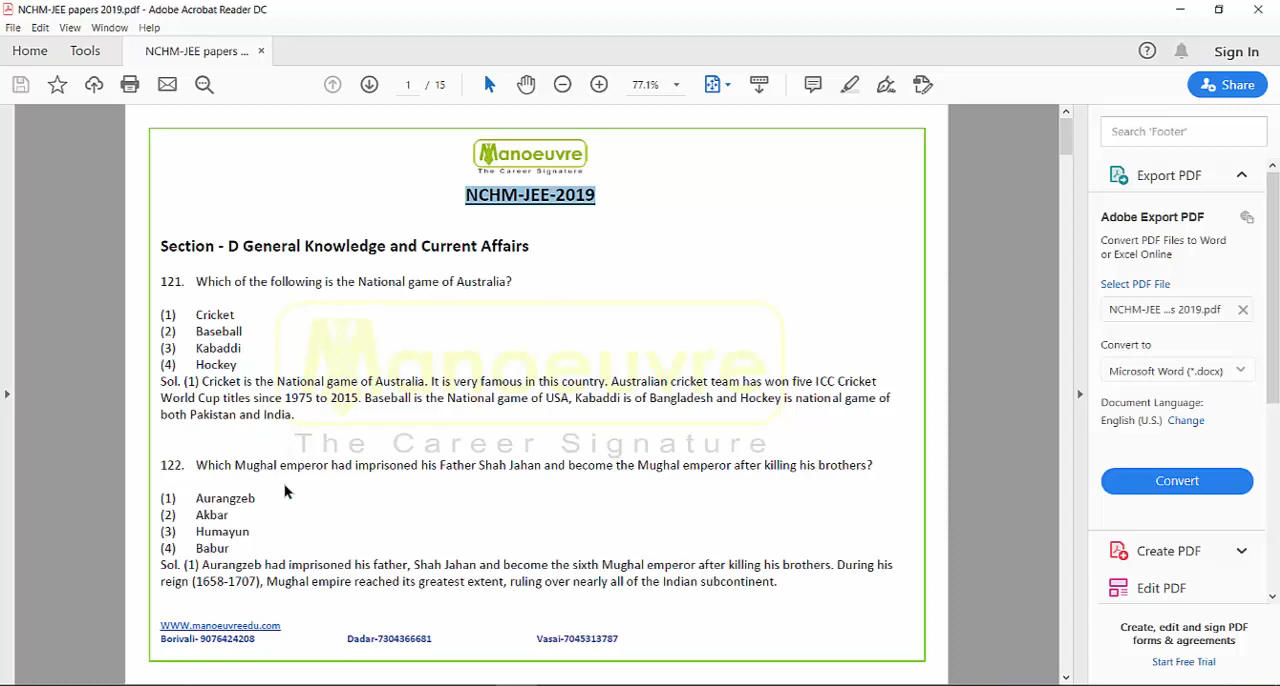 NCHM-JEE papers 2019.pdf - Adobe Acrobat Reader DC
File Edit View Window Help
Home Tools NCHM-JEE papers ... ×
Sign In
1 / 15 77.1%
Share
Manoeuvre
The Career Signature
NCHM-JEE-2019
Section - D General Knowledge and Current Affairs
121. Which of the following is the National game of Australia?
(1) Cricket
(2) Baseball
(3) Kabaddi
(4) Hockey
Sol. (1) Cricket is the National game of Australia. It is very famous in this country. Australian cricket team has won five ICC Cricket
World Cup titles since 1975 to 2015. Baseball is the National game of USA, Kabaddi is of Bangladesh and Hockey is national game of
both Pakistan and India.
Manoeuvre
The Career Signature
122. Which Mughal emperor had imprisoned his Father Shah Jahan and become the Mughal emperor after killing his brothers?
(1) Aurangzeb
(2) Akbar
(3) Humayun
(4) Babur
Sol. (1) Aurangzeb had imprisoned his father, Shah Jahan and become the sixth Mughal emperor after killing his brothers. During his
reign (1658-1707), Mughal empire reached its greatest extent, ruling over nearly all of the Indian subcontinent.
WWW.manoeuvreedu.com
Borivali- 9076424208 Dadar-7304366681 Vasai-7045313787
Search 'Footer'
Export PDF
Adobe Export PDF
Convert PDF Files to Word
or Excel Online
Select PDF File
NCHM-JEE ...s 2019.pdf
Convert to
Microsoft Word (*.docx)
Document Language:
English (U.S.) Change
Convert
Create PDF
Edit PDF
Create, edit and sign PDF
forms & agreements
Start Free Trial